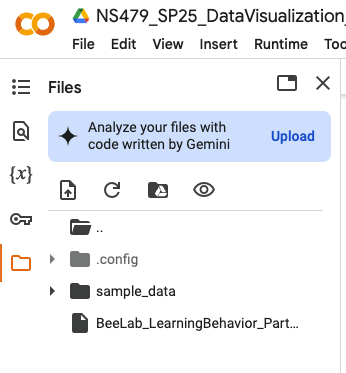 NS479_SP25_DataVisualization_
File Edit View Insert Runtime Too
Files
Analyze your files with
code written by Gemini
Upload
{x}
..
.config
sample_data
BeeLab_LearningBehavior_Part...